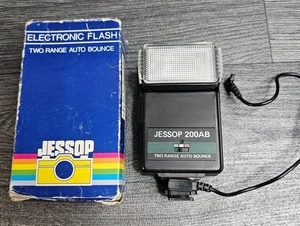 ELECTRONIC FLASH
TWO RANGE AUTO BOUNCE
JESSOP
JESSOP 200AB
TWO RANGE AUTO BOUNCE